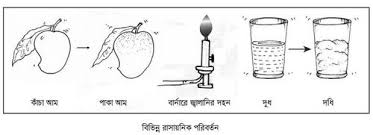 কাঁচা আম পাকা আম বার্নারে জ্বালানির দহন দুধ দধি
বিভিন্ন রাসায়নিক পরিবর্তন